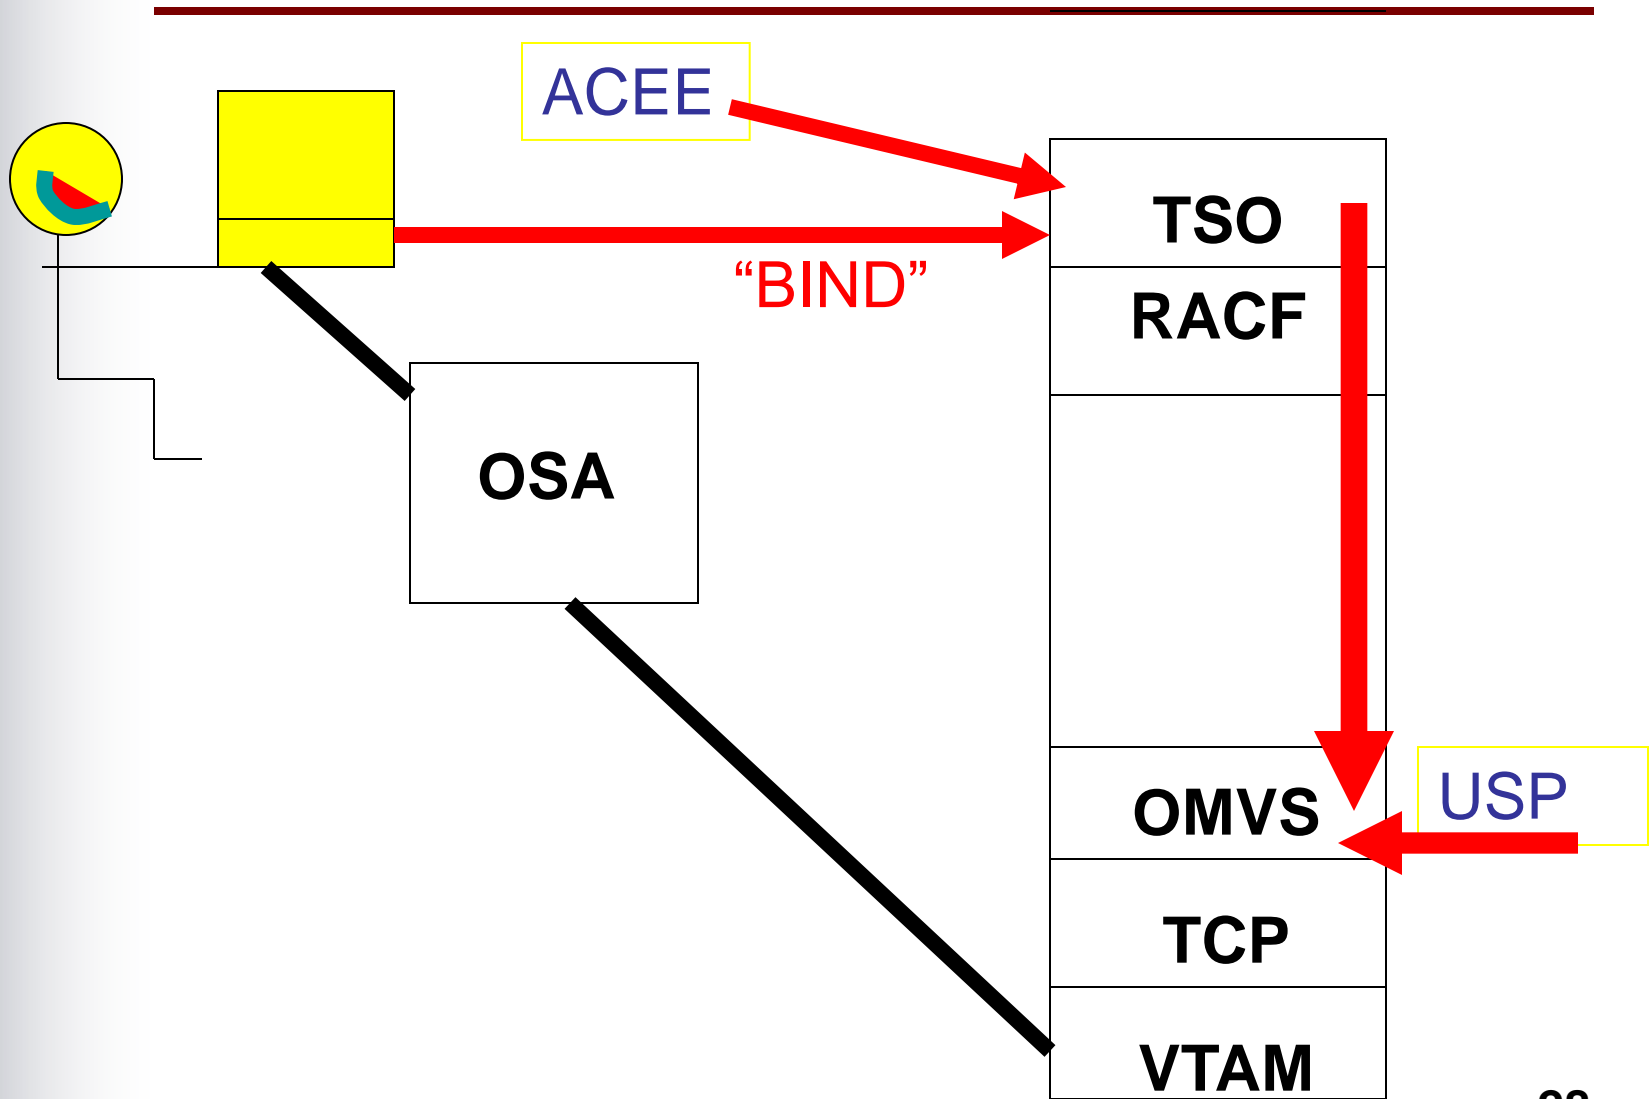 ACEE
TSO
“BIND”
RACF
OSA
USP
OMVS
TCP
VTAM